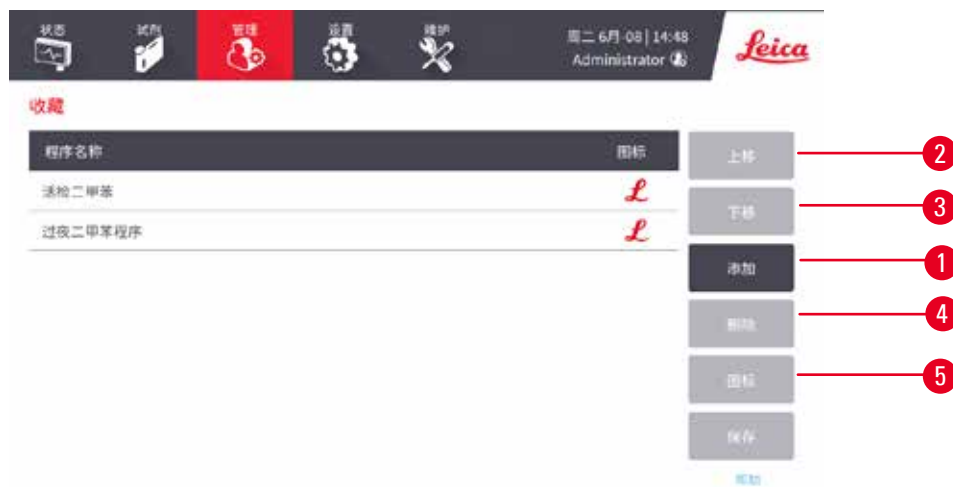 状态 试剂 管理 设置 维护 周二 6月-08 | 14:48
Administrator
Leica
收藏
程序名称 图标
活检二甲苯
过夜二甲苯程序
上移
下移
添加
删除
图标
保存
帮助
2
3
1
4
5